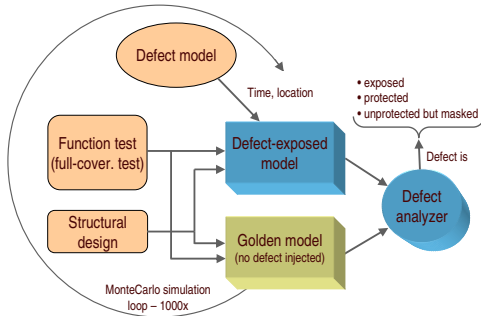 Defect model
Time, location
• exposed
• protected
• unprotected but masked
Function test
(full-cover. test)
Defect-exposed
model
Defect is
Defect
analyzer
Structural
design
Golden model
(no defect injected)
MonteCarlo simulation
loop – 1000x